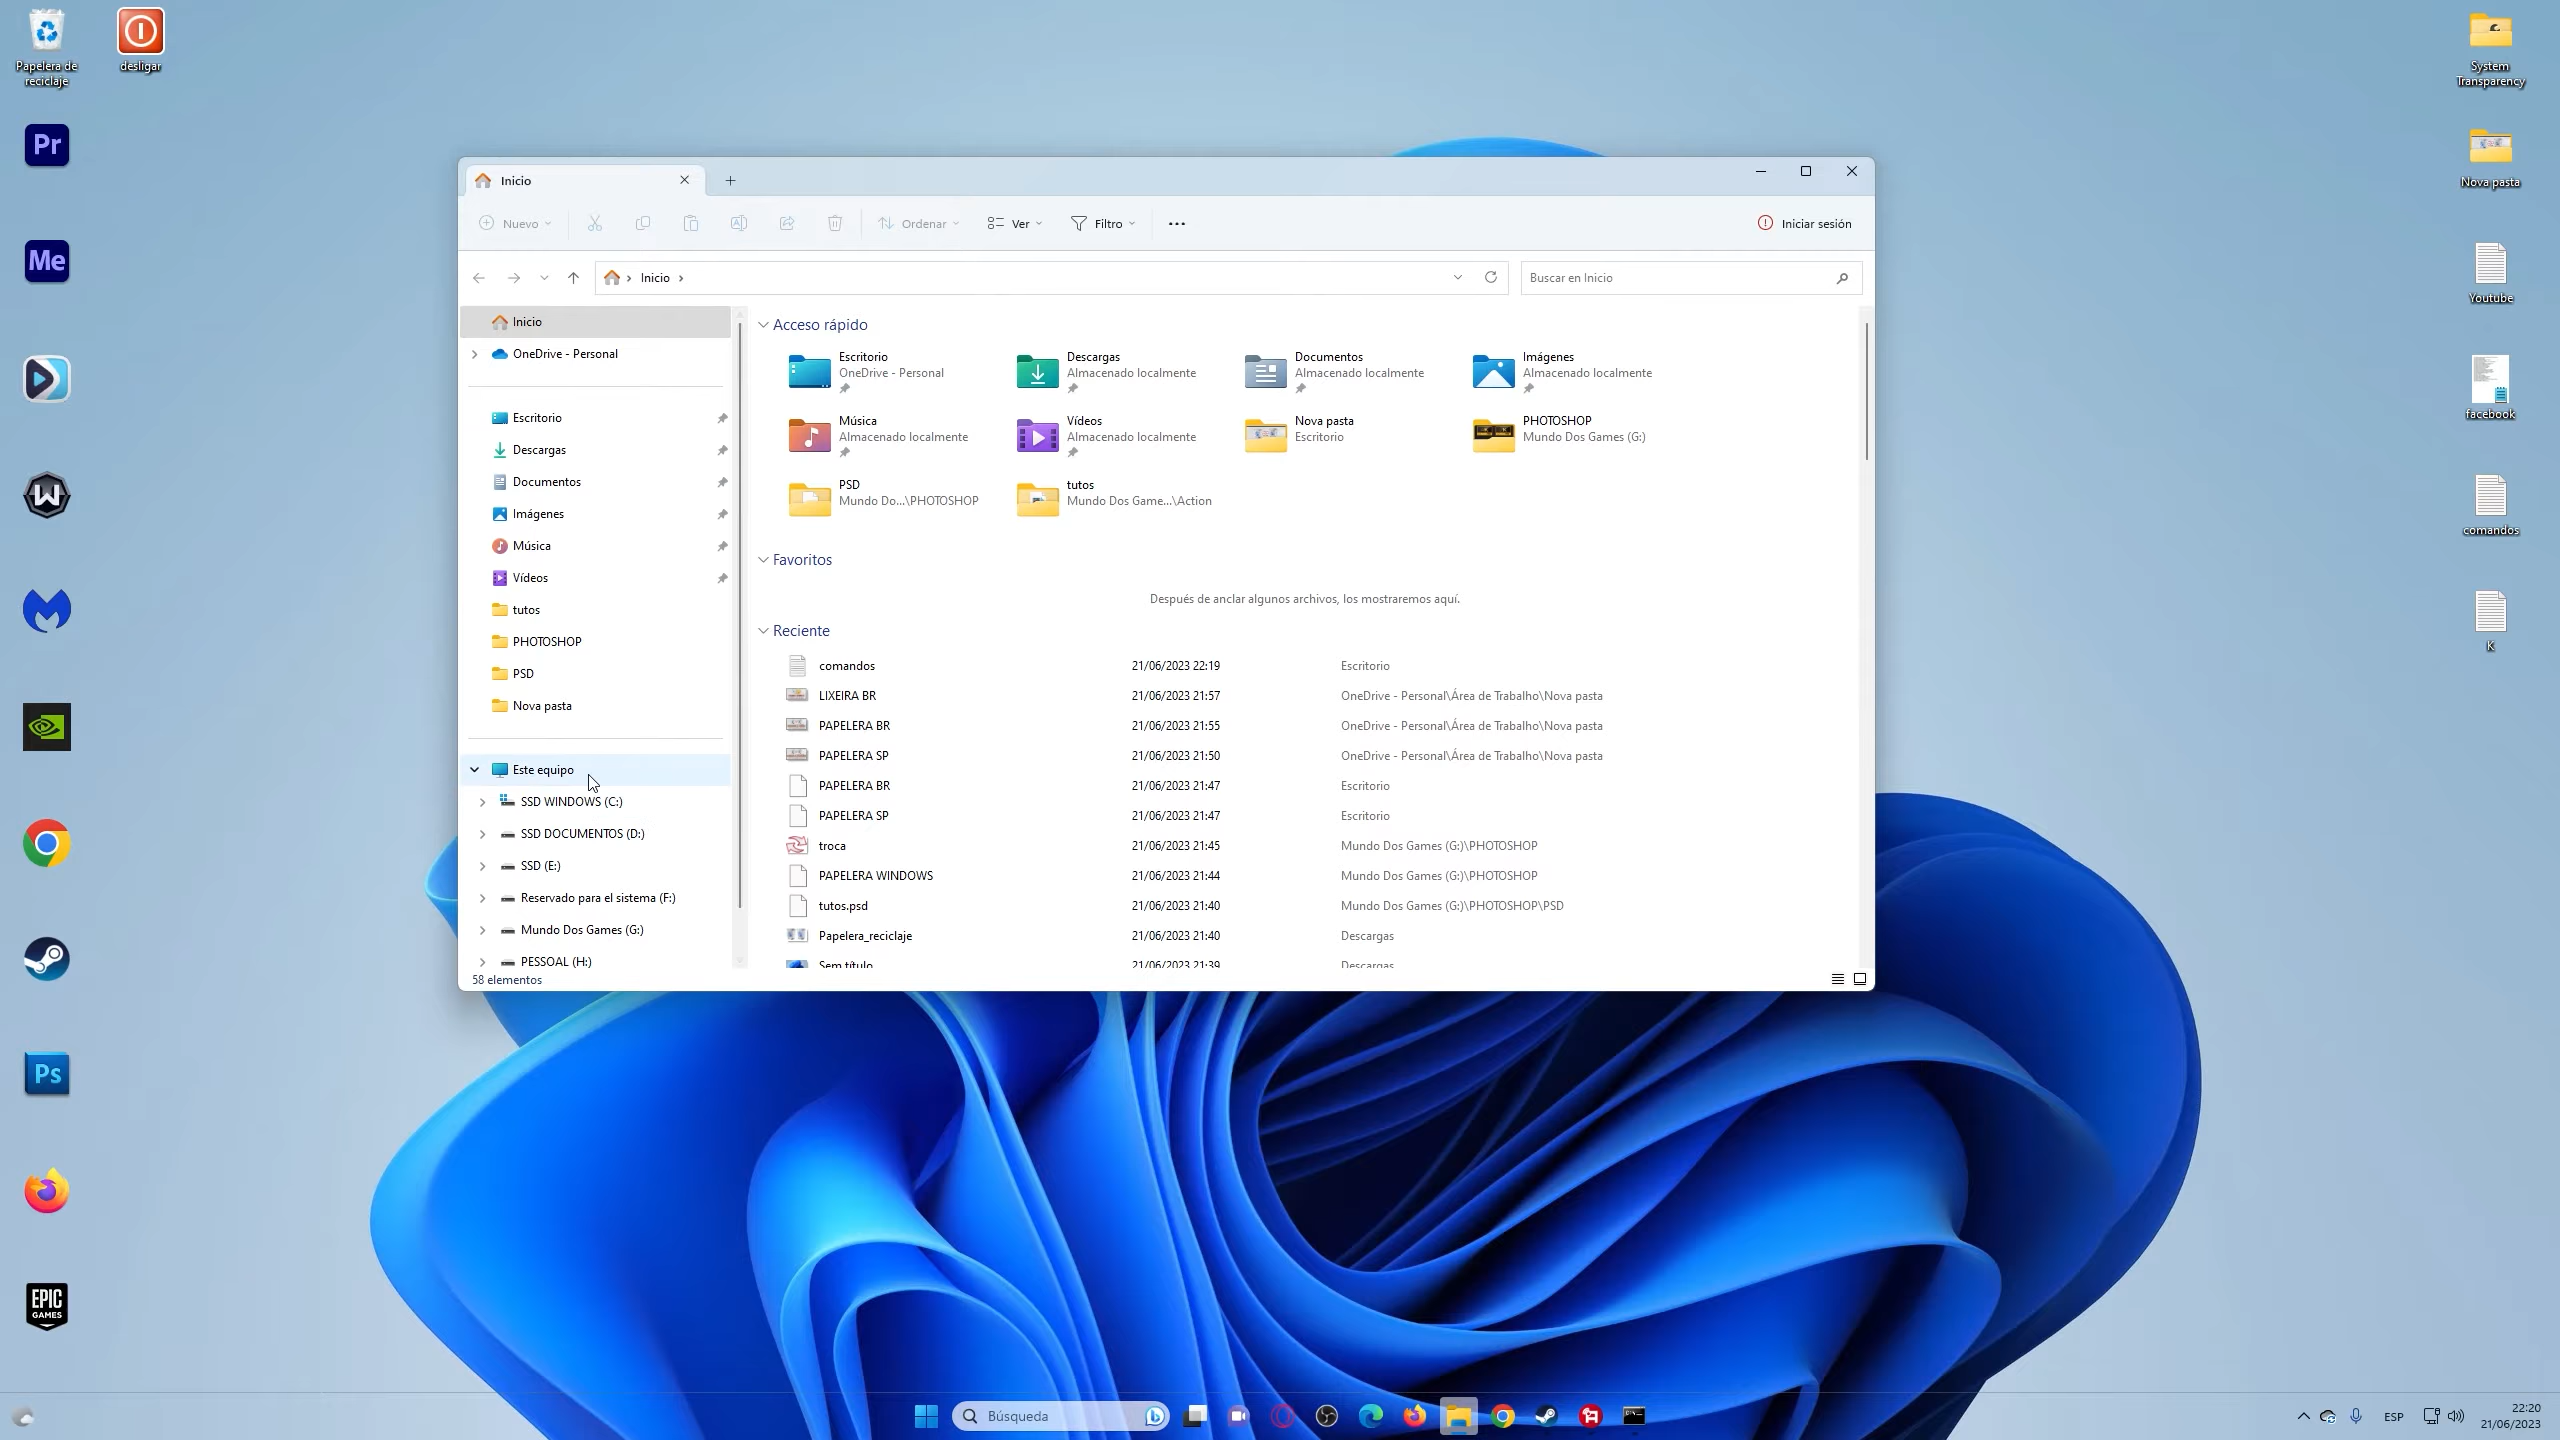 Papelera de
reciclaje
desligar
Pr
Me
W
Ps
EPIC
GAMES
System
Transparency
Nova pasta
Youtube
facebook
comandos
K
Inicio
Nuevo
Ordenar
Ver
Filtro
Iniciar sesión
Inicio
Buscar en Inicio
Inicio
OneDrive - Personal
Escritorio
Descargas
Documentos
Imágenes
Música
Vídeos
tutos
PHOTOSHOP
PSD
Nova pasta
Este equipo
SSD WINDOWS (C:)
SSD DOCUMENTOS (D:)
SSD (E:)
Reservado para el sistema (F:)
Mundo Dos Games (G:)
PESSOAL (H:)
58 elementos
Acceso rápido
Escritorio
OneDrive - Personal
Descargas
Almacenado localmente
Documentos
Almacenado localmente
Imágenes
Almacenado localmente
Música
Almacenado localmente
Vídeos
Almacenado localmente
Nova pasta
Escritorio
PHOTOSHOP
Mundo Dos Games (G:)
PSD
Mundo Do...\PHOTOSHOP
tutos
Mundo Dos Game...\Action
Favoritos
Después de anclar algunos archivos, los mostraremos aquí.
Reciente
comandos 21/06/2023 22:19 Escritorio
LIXEIRA BR 21/06/2023 21:57 OneDrive - Personal\Área de Trabalho\Nova pasta
PAPELERA BR 21/06/2023 21:55 OneDrive - Personal\Área de Trabalho\Nova pasta
PAPELERA SP 21/06/2023 21:50 OneDrive - Personal\Área de Trabalho\Nova pasta
PAPELERA BR 21/06/2023 21:47 Escritorio
PAPELERA SP 21/06/2023 21:47 Escritorio
troca 21/06/2023 21:45 Mundo Dos Games (G:)\PHOTOSHOP
PAPELERA WINDOWS 21/06/2023 21:44 Mundo Dos Games (G:)\PHOTOSHOP
tutos.psd 21/06/2023 21:40 Mundo Dos Games (G:)\PHOTOSHOP\PSD
Papelera_reciclaje 21/06/2023 21:40 Descargas
Sem título 21/06/2023 21:39 Descargas
Búsqueda
ESP
22:20
21/06/2023